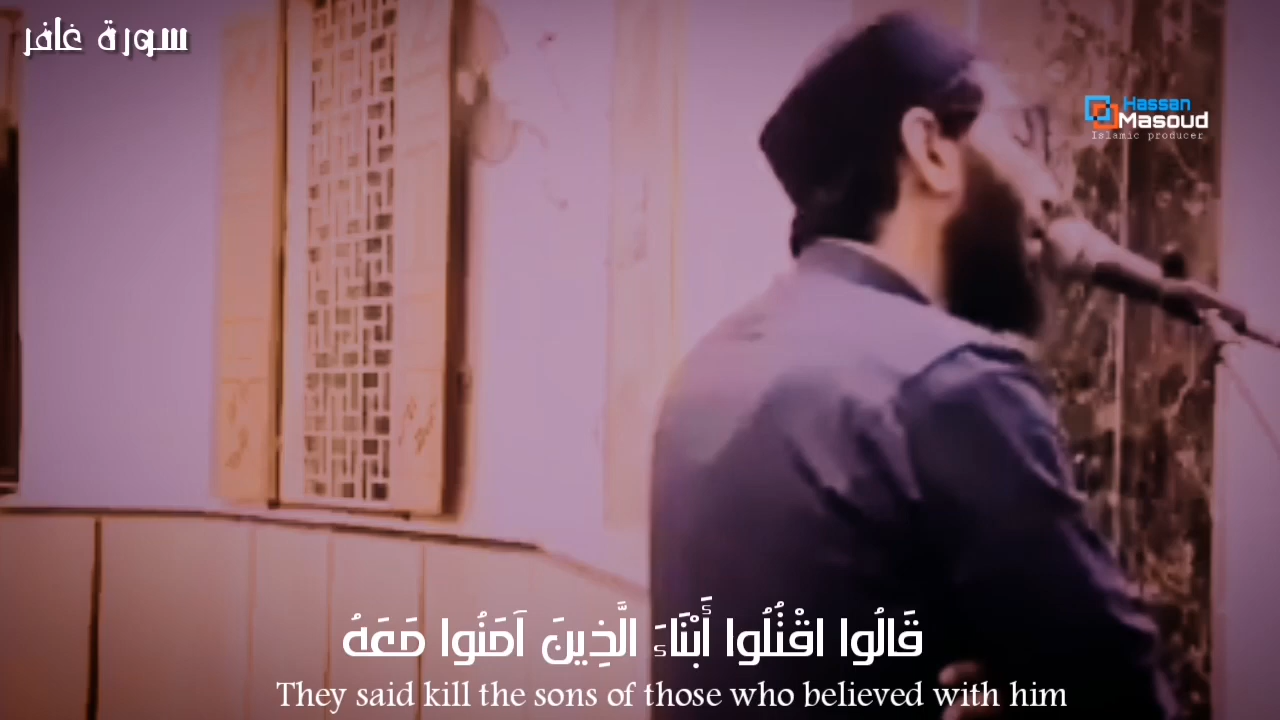 سورة غافر
Hassan
Masoud
Islamic producer
قَالُوا اقْتُلُوا أَبْنَاءَ الَّذِينَ آمَنُوا مَعَهُ
They said kill the sons of those who believed with him